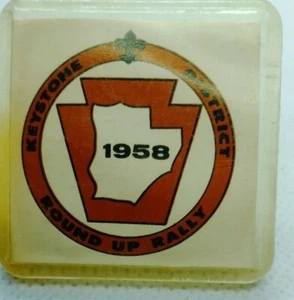 KEYSTONE DISTRICT
1958
ROUND UP RALLY